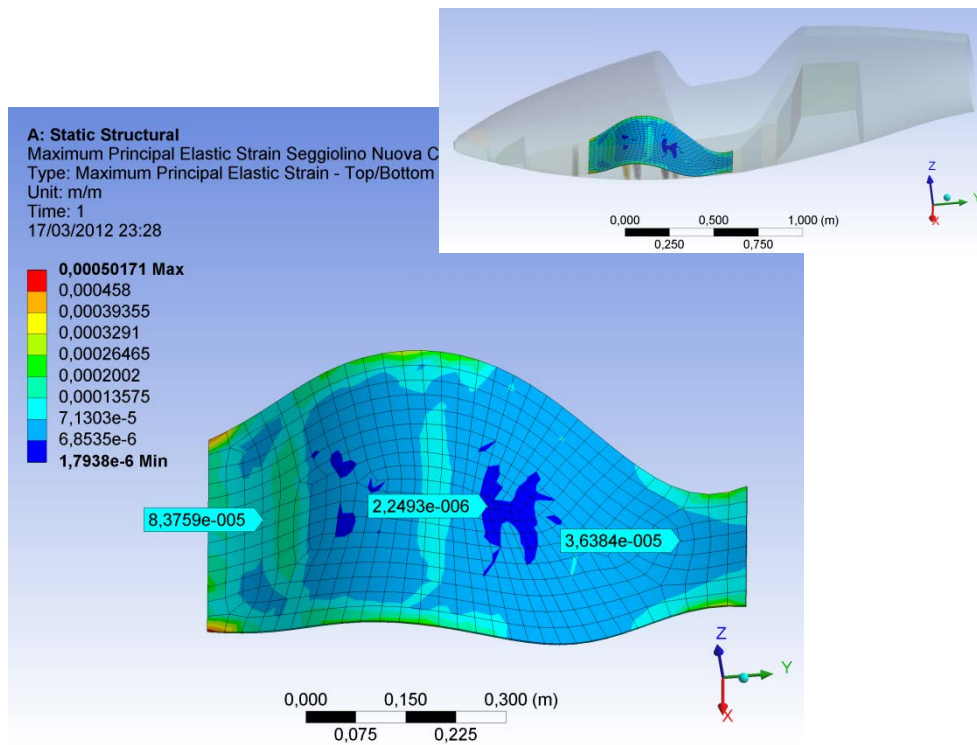 A: Static Structural
Maximum Principal Elastic Strain Seggiolino Nuova C
Type: Maximum Principal Elastic Strain - Top/Bottom
Unit: m/m
Time: 1
17/03/2012 23:28
0,00050171 Max
0,000458
0,00039355
0,0003291
0,00026465
0,0002002
0,00013575
7,1303e-5
6,8535e-6
1,7938e-6 Min
0,000 0,500 1,000 (m)
0,250 0,750
Z
Y
X
8,3759e-005
2,2493e-006
3,6384e-005
0,000 0,150 0,300 (m)
0,075 0,225
Z
Y
X